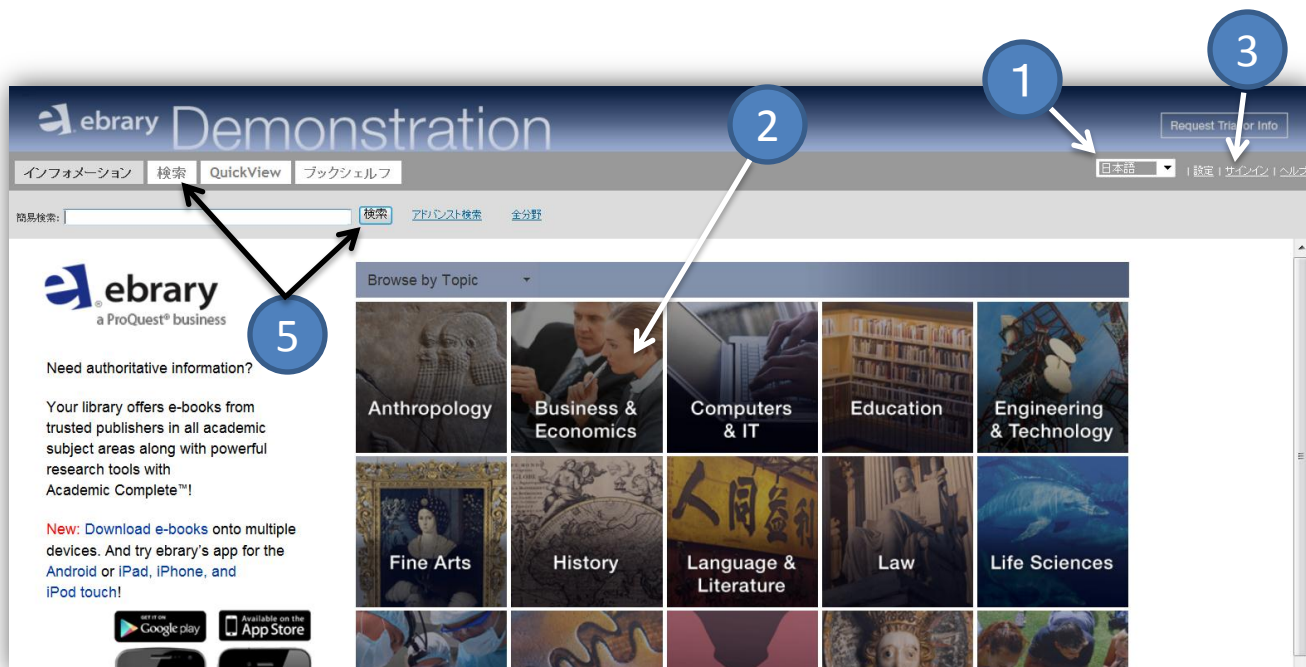 3
1
2
ebrary Demonstration
Request Trial or Info
インフォメーション 検索 QuickView ブックシェルフ
日本語 | 設定 | サインイン | ヘルプ
簡易検索: 検索 アドバンスト検索 全分野
ebrary
a ProQuest® business
5
Need authoritative information?
Your library offers e-books from
trusted publishers in all academic
subject areas along with powerful
research tools with
Academic Complete™!
New: Download e-books onto multiple
devices. And try ebrary's app for the
Android or iPad, iPhone, and
iPod touch!
GET IT ON
Google play
Available on the
App Store
Browse by Topic
Anthropology
Business &
Economics
Computers
& IT
Education
Engineering
& Technology
Fine Arts
History
Language &
Literature
Law
Life Sciences